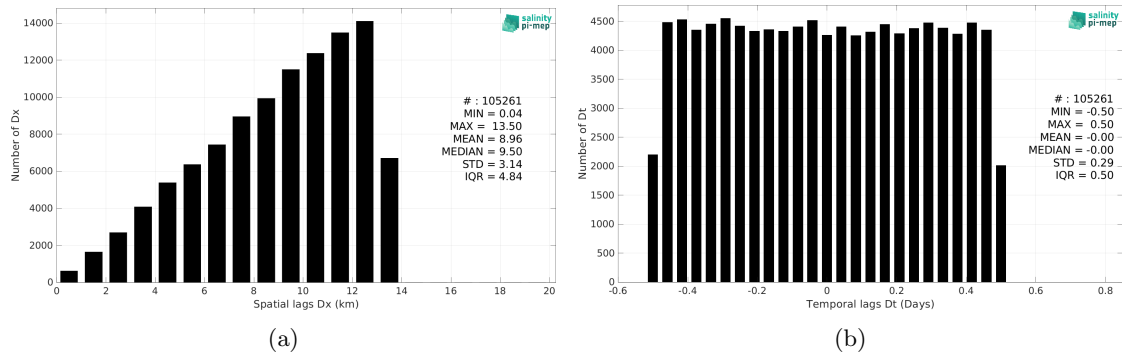 14000
12000
10000
8000
6000
4000
2000
0
Number of Dx
salinity
pi-mep
# : 105261
MIN = 0.04
MAX = 13.50
MEAN = 8.96
MEDIAN = 9.50
STD = 3.14
IQR = 4.84
0 2 4 6 8 10 12 14 16 18 20
Spatial lags Dx (km)
(a)
4500
4000
3500
3000
2500
2000
1500
1000
500
0
Number of Dt
salinity
pi-mep
# : 105261
MIN = -0.50
MAX = 0.50
MEAN = -0.00
MEDIAN = -0.00
STD = 0.29
IQR = 0.50
-0.6 -0.4 -0.2 0 0.2 0.4 0.6 0.8
Temporal lags Dt (Days)
(b)